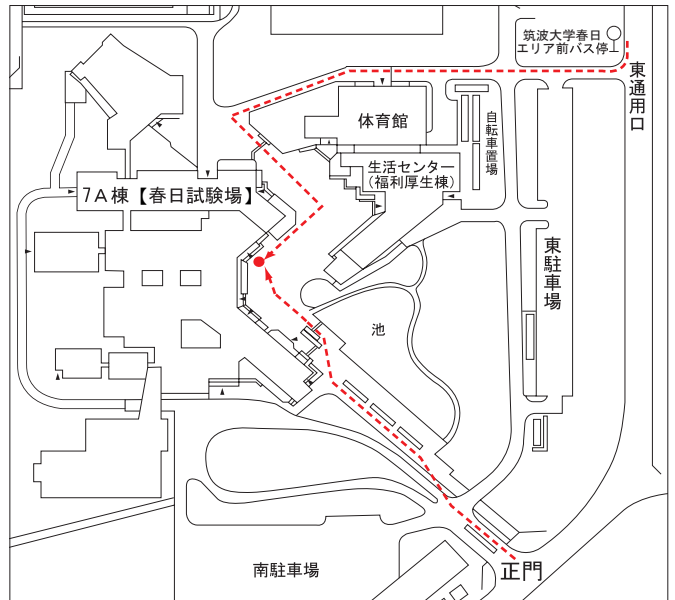 筑波大学春日
エリア前バス停
東通用口
体育館
自転車置場
生活センター
(福利厚生棟)
7A棟【春日試験場】
東駐車場
池
南駐車場
正門